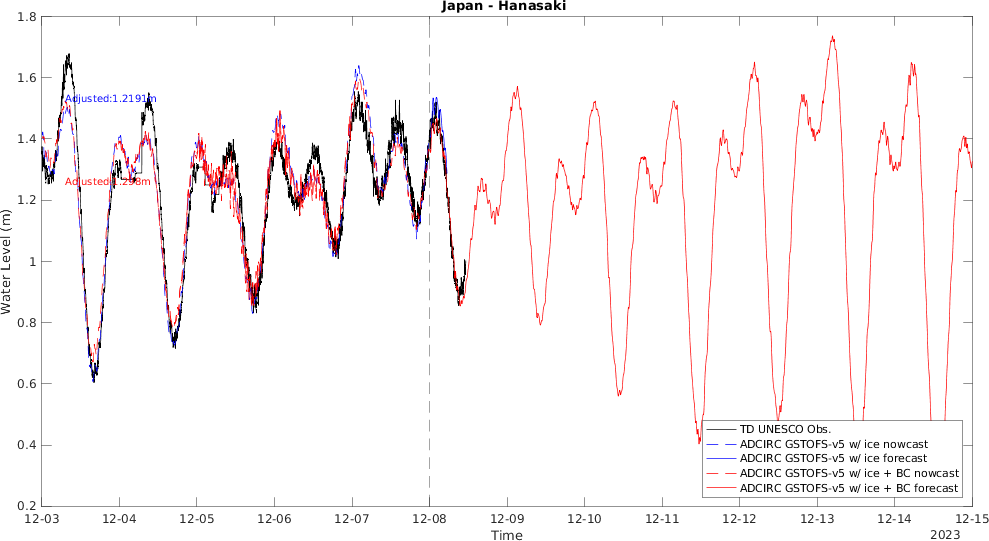 Japan - Hanasaki
1.8
1.6
1.4
1.2
1
0.8
0.6
0.4
0.2
Water Level (m)
Adjusted:1.2191m
Adjusted:1.298m
TD UNESCO Obs.
ADCIRC GSTOFS-v5 w/ ice nowcast
ADCIRC GSTOFS-v5 w/ ice forecast
ADCIRC GSTOFS-v5 w/ ice + BC nowcast
ADCIRC GSTOFS-v5 w/ ice + BC forecast
12-03 12-04 12-05 12-06 12-07 12-08 12-09 12-10 12-11 12-12 12-13 12-14 12-15
Time
2023